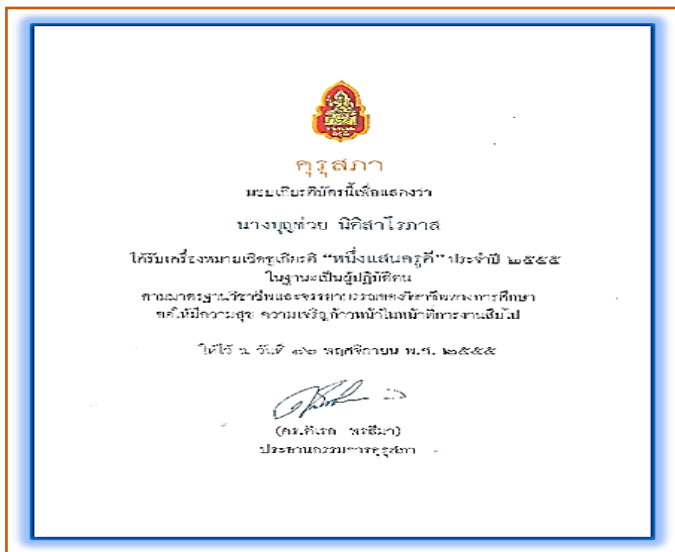 คุรุสภา
มอบเกียรติบัตรนี้เพื่อแสดงว่า
นางบุญช่วย นิคิสาโรภาส
ได้รับเครื่องหมายเชิดชูเกียรติ “หนึ่งแสนครูดี” ประจำปี ๒๕๕๕
ในฐานะเป็นผู้ปฏิบัติตน
ตามมาตรฐานวิชาชีพและจรรยาบรรณของวิชาชีพทางการศึกษา
ขอให้มีความสุข ความเจริญก้าวหน้าในหน้าที่การงานสืบไป
ให้ไว้ ณ วันที่ พฤศจิกายน พ.ศ. ๒๕๕๕
(ดร.ดิเรก พรสีมา)
ประธานกรรมการคุรุสภา